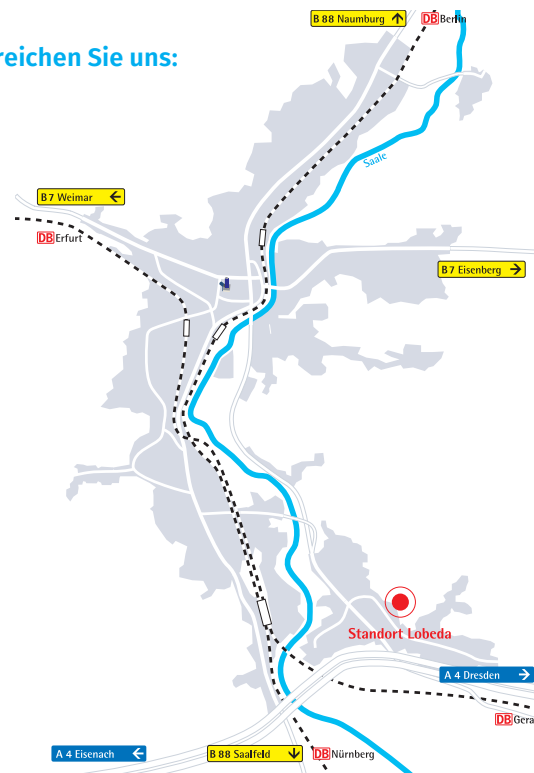 B 88 Naumburg ↑
DB Berlin
reichen Sie uns:
Saale
B 7 Weimar ←
DB Erfurt
B 7 Eisenberg →
Standort Lobeda
A 4 Dresden →
DB Gera
A 4 Eisenach ←
B 88 Saalfeld ↓
DB Nürnberg